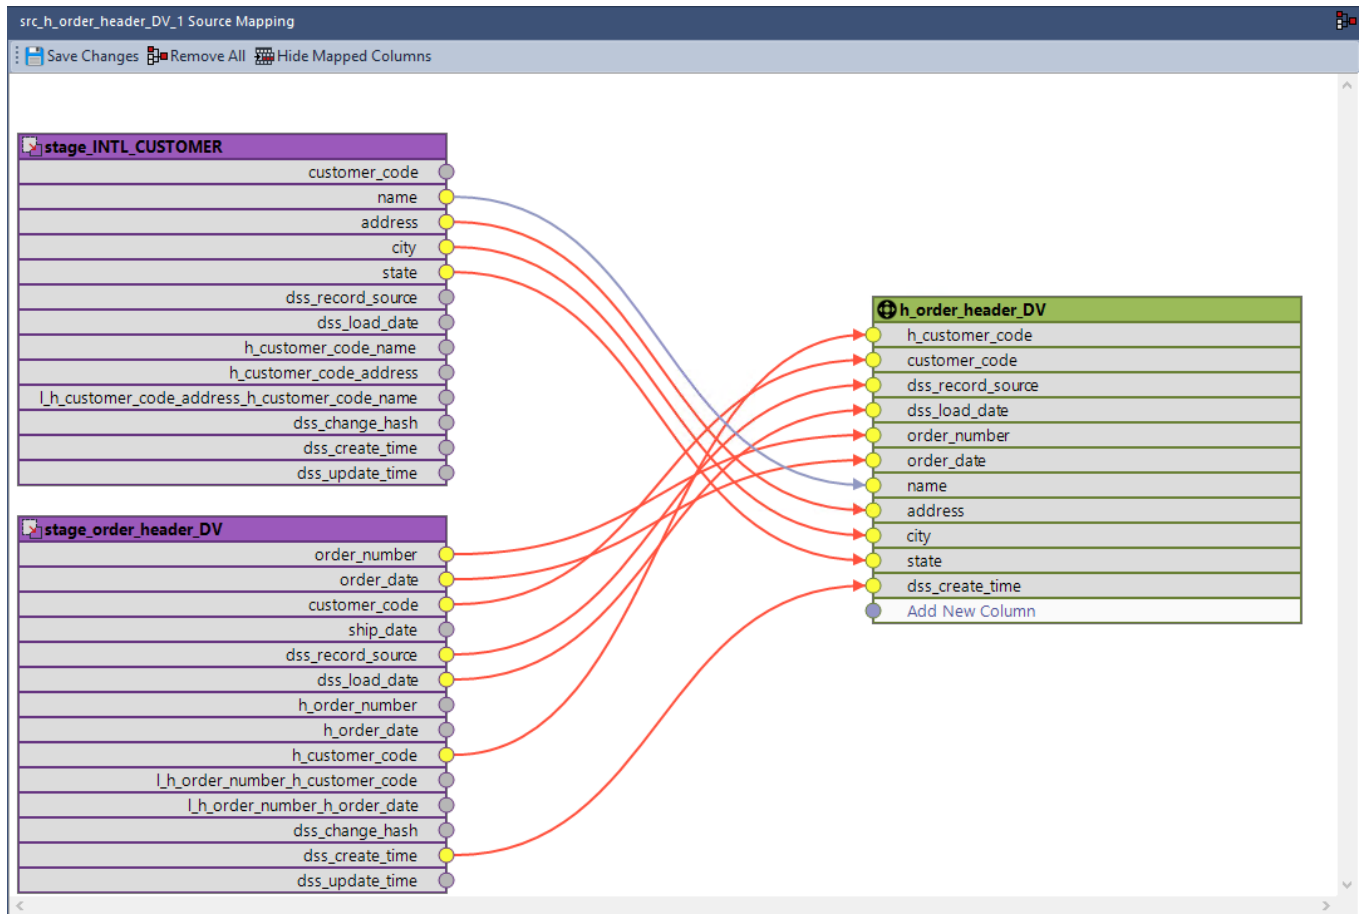 src_h_order_header_DV_1 Source Mapping
Save Changes Remove All Hide Mapped Columns
stage_INTL_CUSTOMER
customer_code
name
address
city
state
dss_record_source
dss_load_date
h_customer_code_name
h_customer_code_address
l_h_customer_code_address_h_customer_code_name
dss_change_hash
dss_create_time
dss_update_time
stage_order_header_DV
order_number
order_date
customer_code
ship_date
dss_record_source
dss_load_date
h_order_number
h_order_date
h_customer_code
l_h_order_number_h_customer_code
l_h_order_number_h_order_date
dss_change_hash
dss_create_time
dss_update_time
h_order_header_DV
h_customer_code
customer_code
dss_record_source
dss_load_date
order_number
order_date
name
address
city
state
dss_create_time
Add New Column